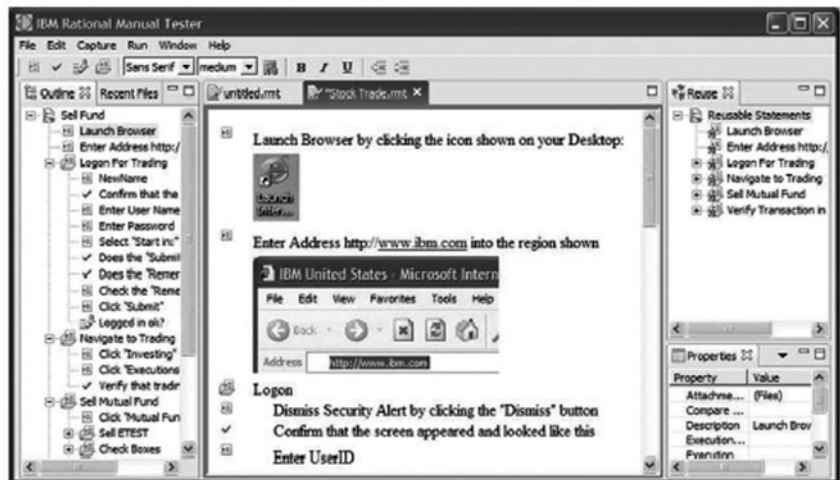 IBM Rational Manual Tester
File Edit Capture Run Window Help
Sans Serif medium B I U
Outline Recent Files
Sell Fund
Launch Browser
Enter Address http:/
Logon For Trading
NewName
Confirm that the
Enter User Name
Enter Password
Select "Start in:"
Does the "Submit
Does the "Remer
Check the "Reme
Click "Submit"
Logged in ok?
Navigate to Trading
Click "Investing"
Click "Executions
Verify that tradin
Sell Mutual Fund
Click "Mutual Fun
Sell ETEST
Check Boxes
untitled.rmt *Stock Trade.rmt
Launch Browser by clicking the icon shown on your Desktop:
Launch
Inter...
Enter Address http://www.ibm.com into the region shown
IBM United States - Microsoft Intern
File Edit View Favorites Tools Help
Back
Address http://www.ibm.com
Logon
Dismiss Security Alert by clicking the "Dismiss" button
Confirm that the screen appeared and looked like this
Enter UserID
Reuse
Reusable Statements
Launch Browser
Enter Address http:/
Logon For Trading
Navigate to Trading
Sell Mutual Fund
Verify Transaction in
Properties
Property Value
Attachme... (Files)
Compare ...
Description Launch Brow
Execution...
Execution